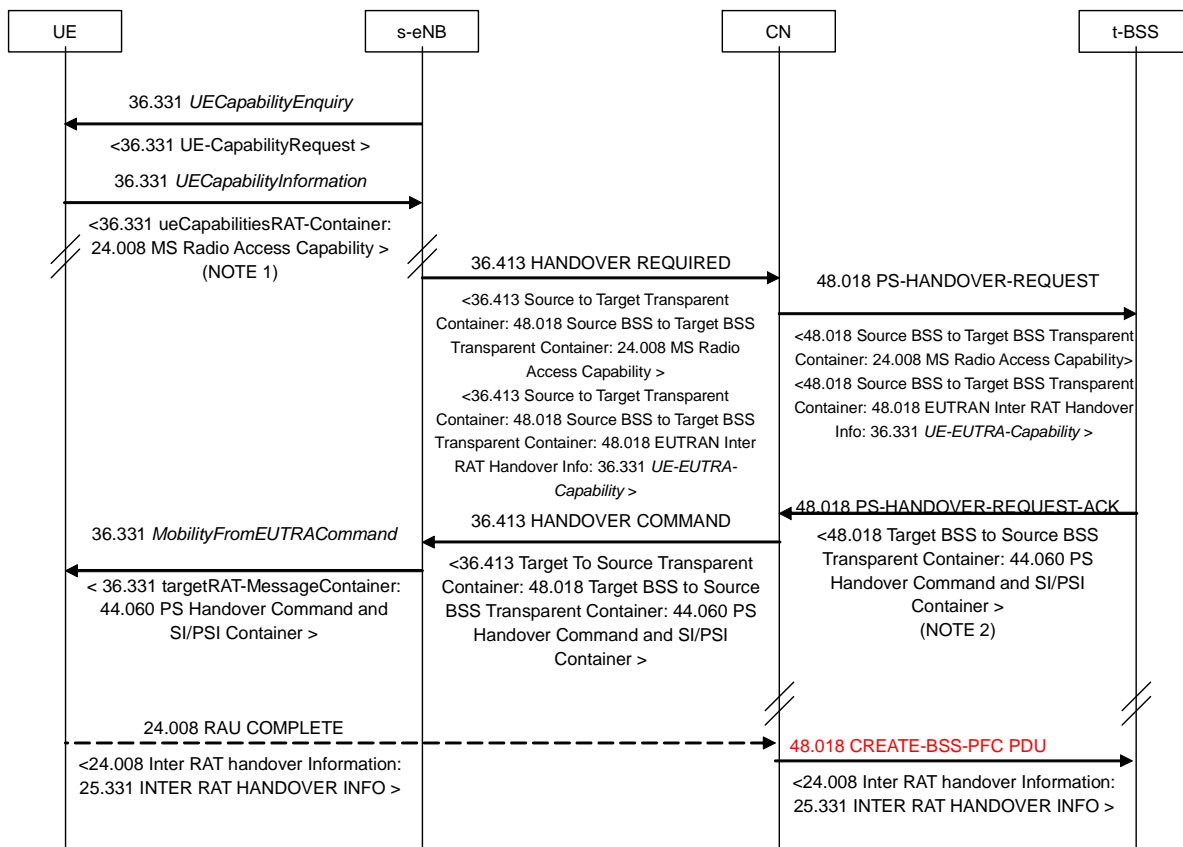 UE
s-eNB
CN
t-BSS
36.331 UECapabilityEnquiry
<36.331 UE-CapabilityRequest >
36.331 UECapabilityInformation
<36.331 ueCapabilitiesRAT-Container:
24.008 MS Radio Access Capability >
(NOTE 1)
36.413 HANDOVER REQUIRED
<36.413 Source to Target Transparent
Container: 48.018 Source BSS to Target BSS
Transparent Container: 24.008 MS Radio
Access Capability >
<36.413 Source to Target Transparent
Container: 48.018 Source BSS to Target BSS
Transparent Container: 48.018 EUTRAN Inter
RAT Handover Info: 36.331 UE-EUTRA-
Capability >
48.018 PS-HANDOVER-REQUEST
<48.018 Source BSS to Target BSS Transparent
Container: 24.008 MS Radio Access Capability>
<48.018 Source BSS to Target BSS Transparent
Container: 48.018 EUTRAN Inter RAT Handover
Info: 36.331 UE-EUTRA-Capability >
48.018 PS-HANDOVER-REQUEST-ACK
<48.018 Target BSS to Source BSS
Transparent Container: 44.060 PS
Handover Command and SI/PSI
Container >
(NOTE 2)
36.413 HANDOVER COMMAND
<36.413 Target To Source Transparent
Container: 48.018 Target BSS to Source
BSS Transparent Container: 44.060 PS
Handover Command and SI/PSI
Container >
36.331 MobilityFromEUTRACommand
< 36.331 targetRAT-MessageContainer:
44.060 PS Handover Command and
SI/PSI Container >
24.008 RAU COMPLETE
<24.008 Inter RAT handover Information:
25.331 INTER RAT HANDOVER INFO >
48.018 CREATE-BSS-PFC PDU
<24.008 Inter RAT handover Information:
25.331 INTER RAT HANDOVER INFO >